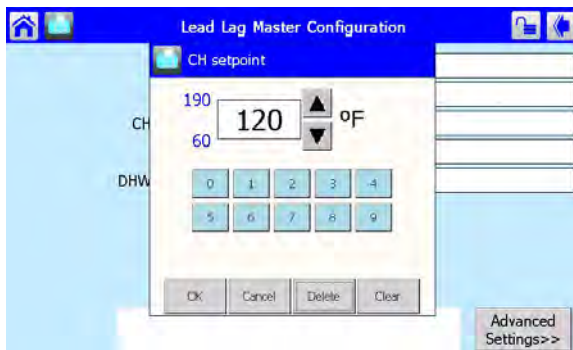 Lead Lag Master Configuration
CH setpoint
190
120 ºF
60
CH
DHW
0 1 2 3 4
5 6 7 8 9
OK Cancel Delete Clear
Advanced
Settings>>